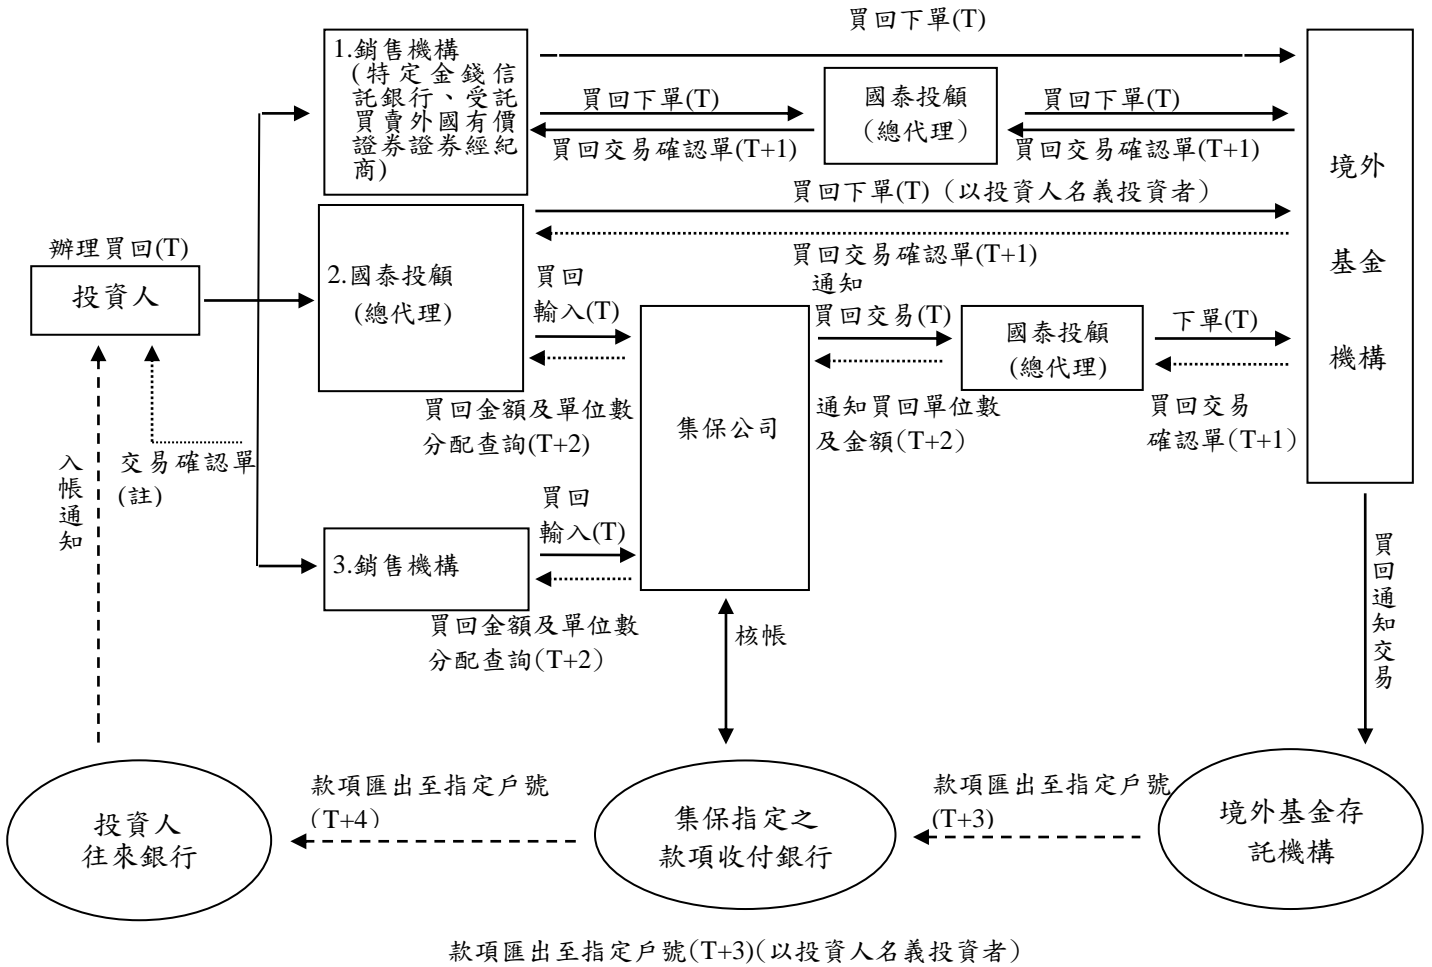 買回下單(T)
1.銷售機構
(特定金錢信
託銀行、受託
買賣外國有價
證券證券經紀
商)
買回下單(T)
買回交易確認單(T+1)
國泰投顧
(總代理)
買回下單(T)
買回交易確認單(T+1)
境外
基金
機構
買回下單(T)（以投資人名義投資者）
買回交易確認單(T+1)
辦理買回(T)
投資人
2.國泰投顧
(總代理)
買回
輸入(T)
買回金額及單位數
分配查詢(T+2)
通知
買回交易(T)
國泰投顧
(總代理)
下單(T)
通知買回單位數
及金額(T+2)
買回交易
確認單(T+1)
集保公司
入帳通知
交易確認單
(註)
買回
輸入(T)
3.銷售機構
買回金額及單位數
分配查詢(T+2)
核帳
買回通知交易
投資人
往來銀行
款項匯出至指定戶號
(T+4)
集保指定之
款項收付銀行
款項匯出至指定戶號
(T+3)
境外基金存
託機構
款項匯出至指定戶號(T+3)(以投資人名義投資者)